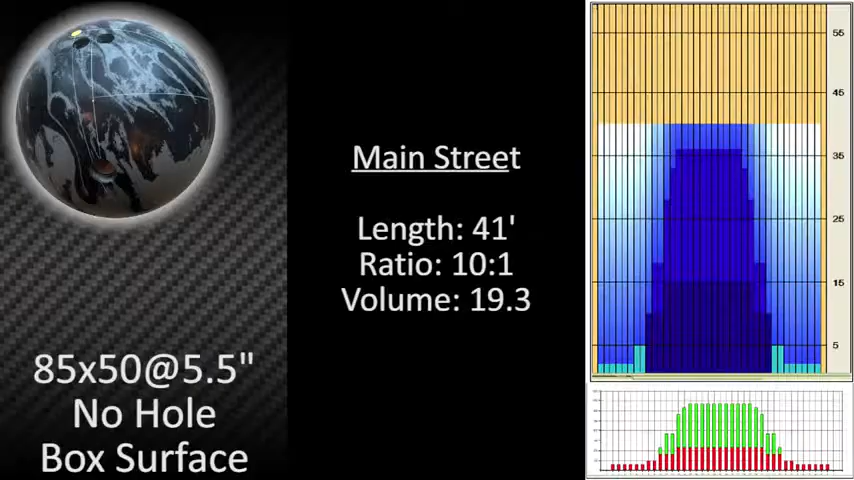 85x50@5.5"
No Hole
Box Surface
Main Street
Length: 41'
Ratio: 10:1
Volume: 19.3
55
45
35
25
15
5